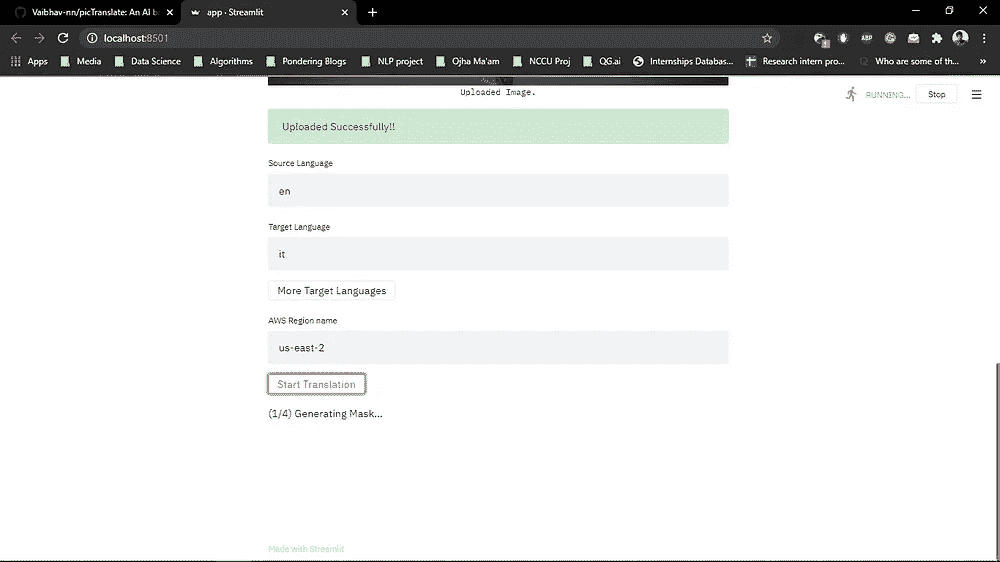 Vaibhav-nn/picTranslate: An AI b
app · Streamlit
localhost:8501
Apps
Media
Data Science
Algorithms
Pondering Blogs
NLP project
Ojha Ma'am
NCCU Proj
QG.ai
Internships Databas...
Research intern pro...
Who are some of th...
Uploaded Image.
RUNNING...
Stop
Uploaded Successfully!!
Source Language
en
Target Language
it
More Target Languages
AWS Region name
us-east-2
Start Translation
(1/4) Generating Mask...
Made with Streamlit